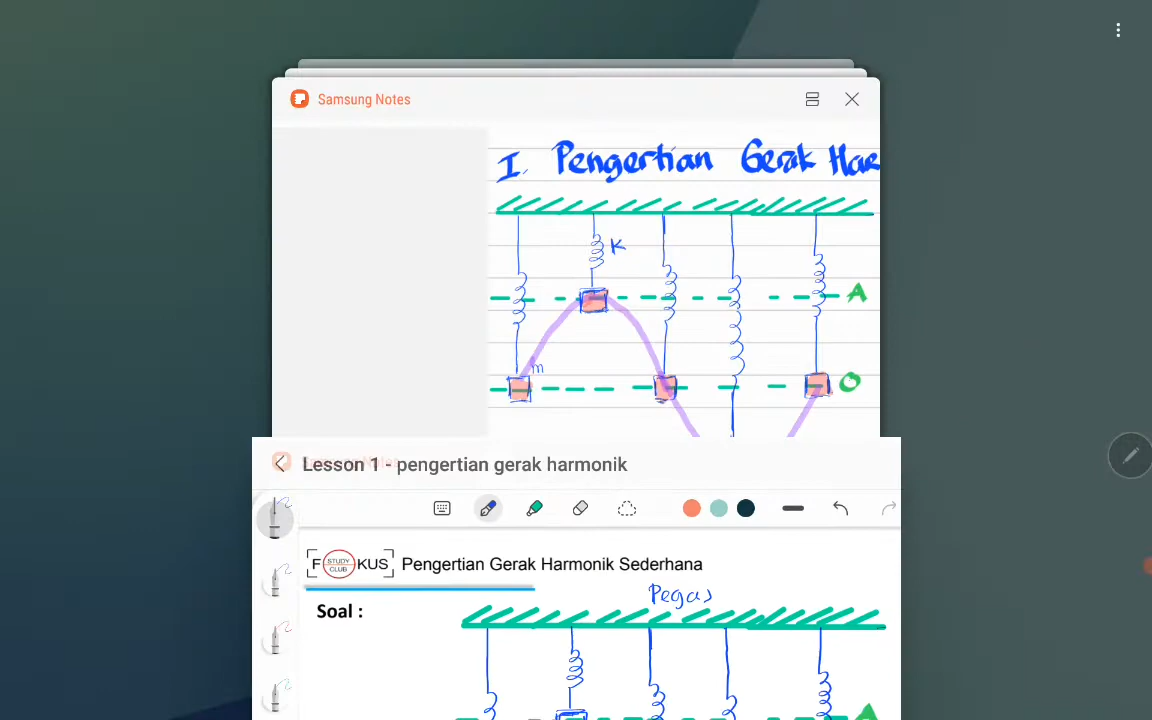 Samsung Notes
I. Pengertian Gerak Har
K
A
m
O
Lesson 1 - pengertian gerak harmonik
F STUDY CLUB KUS Pengertian Gerak Harmonik Sederhana
Pegas
Soal :
A